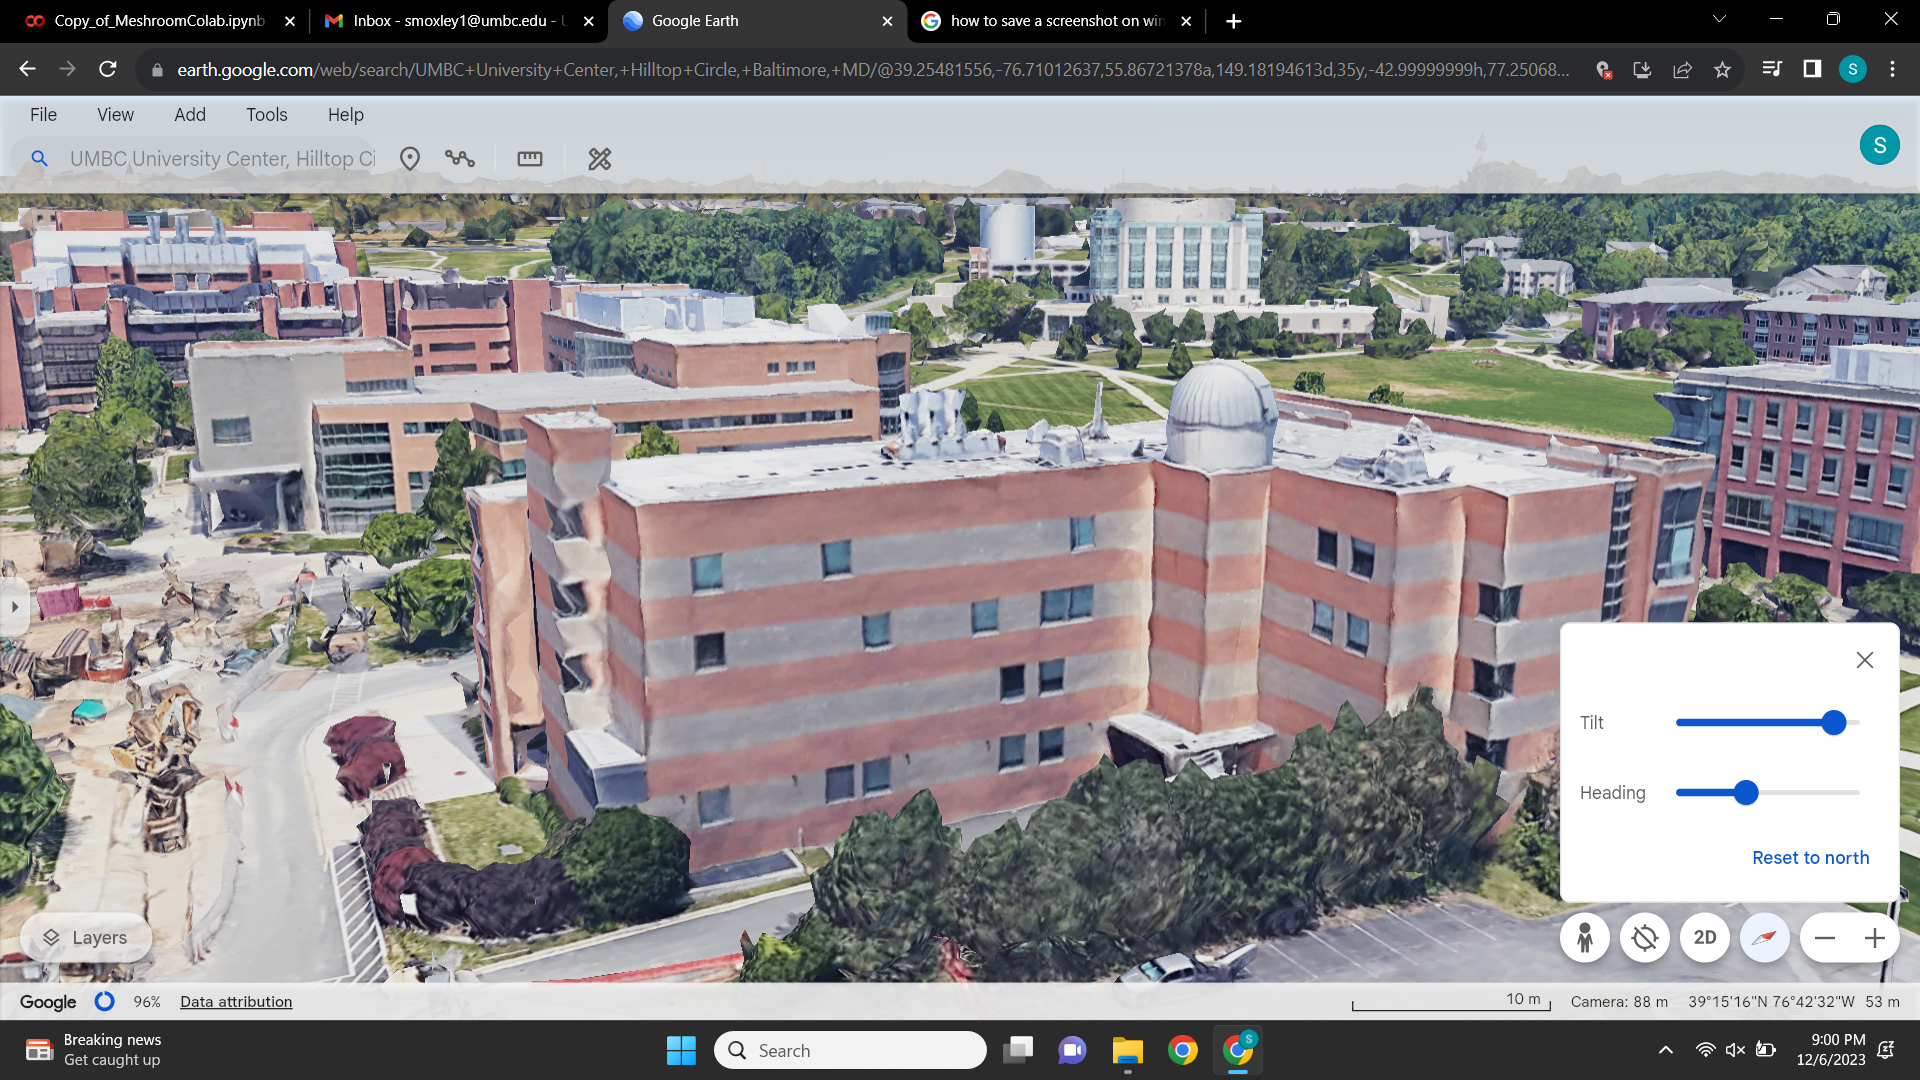 Copy_of_MeshroomColab.ipynb
Inbox - smoxley1@umbc.edu - U
Google Earth
how to save a screenshot on win
earth.google.com/web/search/UMBC+University+Center,+Hilltop+Circle,+Baltimore,+MD/@39.25481556,-76.71012637,55.86721378a,149.18194613d,35y,-42.99999999h,77.25068...
S
File View Add Tools Help
UMBC University Center, Hilltop Ci
S
Tilt
Heading
Reset to north
Layers
2D
Google 96% Data attribution
10 m Camera: 88 m 39°15'16"N 76°42'32"W 53 m
Breaking news
Get caught up
Search
S
9:00 PM
12/6/2023